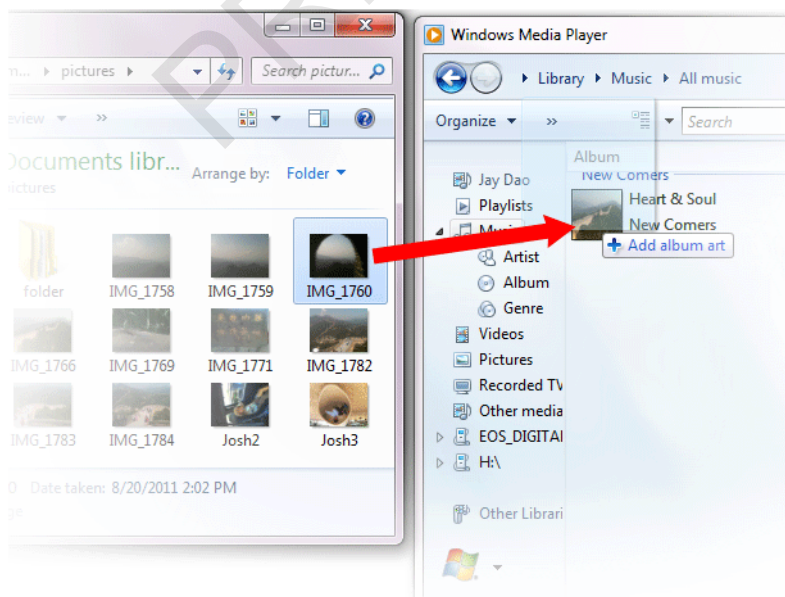 m... pictures
Search pictur...
eview
Documents libr...
ictures
Arrange by: Folder
folder
IMG_1758
IMG_1759
IMG_1760
IMG_1766
IMG_1769
IMG_1771
IMG_1782
IMG_1783
IMG_1784
Josh2
Josh3
Date taken: 8/20/2011 2:02 PM
Windows Media Player
Library Music All music
Organize
Search
Album
Jay Dao
New Comers
Playlists
Heart & Soul
New Comers
Add album art
Artist
Album
Genre
Videos
Pictures
Recorded TV
Other media
EOS_DIGITAL
H:\
Other Librari